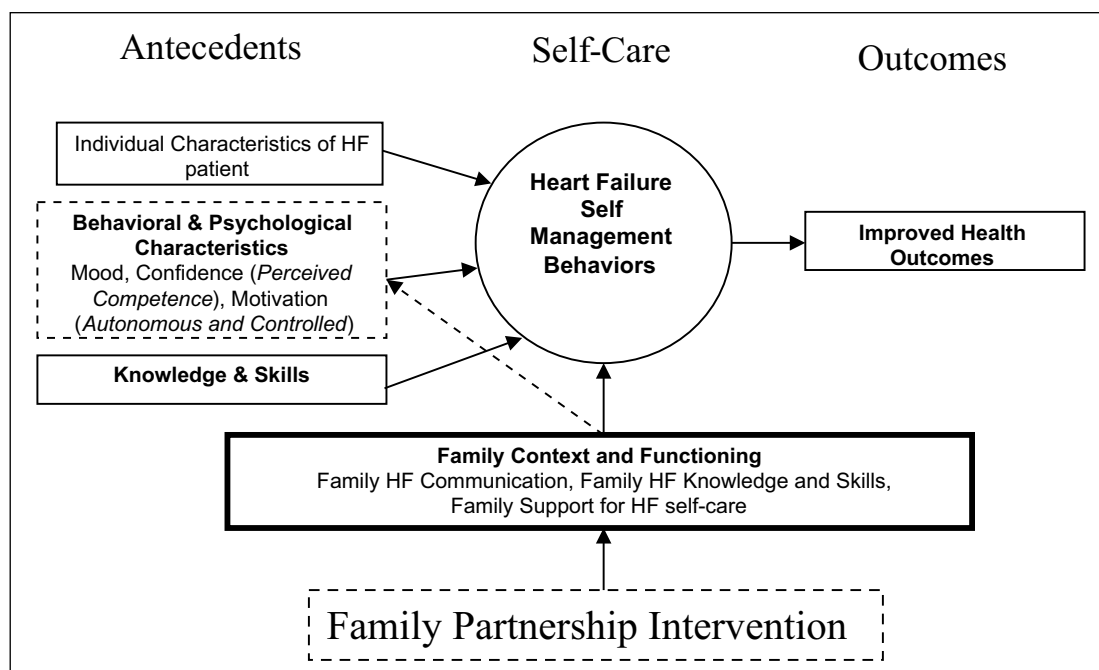 Antecedents
Self-Care
Outcomes
Individual Characteristics of HF
patient
Behavioral & Psychological
Characteristics
Mood, Confidence (Perceived
Competence), Motivation
(Autonomous and Controlled)
Knowledge & Skills
Heart Failure
Self
Management
Behaviors
Improved Health
Outcomes
Family Context and Functioning
Family HF Communication, Family HF Knowledge and Skills,
Family Support for HF self-care
Family Partnership Intervention